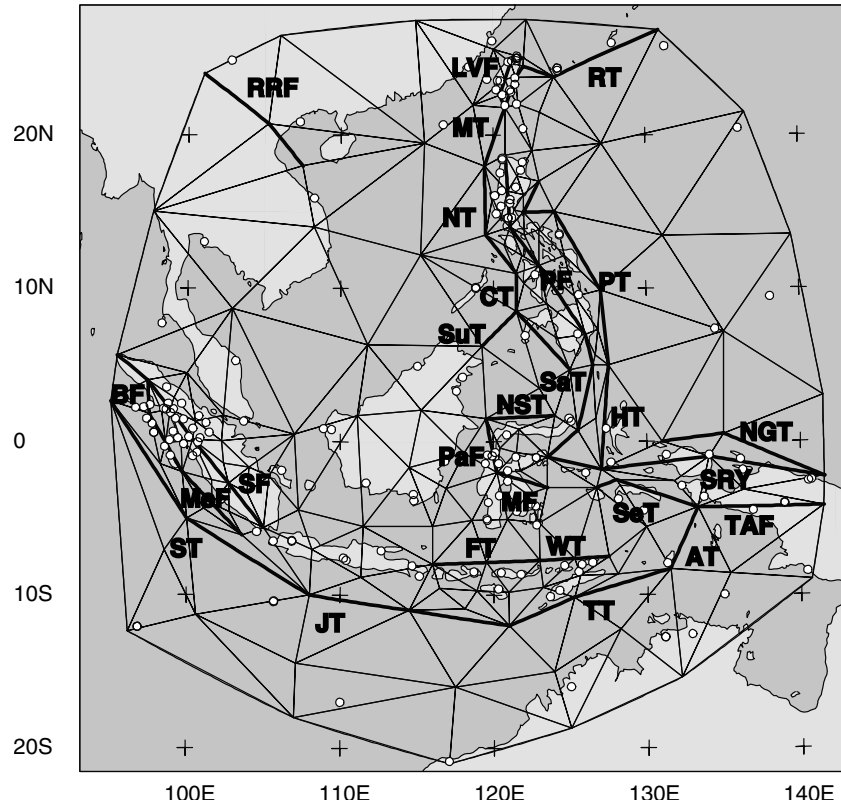 LVF
RRF
RT
20N
MT
NT
PF
PT
10N
CT
SuT
SaT
BF
NST
HT
NGT
0
PaF
SRY
SF
MeF
MF
SeT
TAF
ST
FT
WT
AT
10S
JT
TT
20S
100E 110E 120E 130E 140E